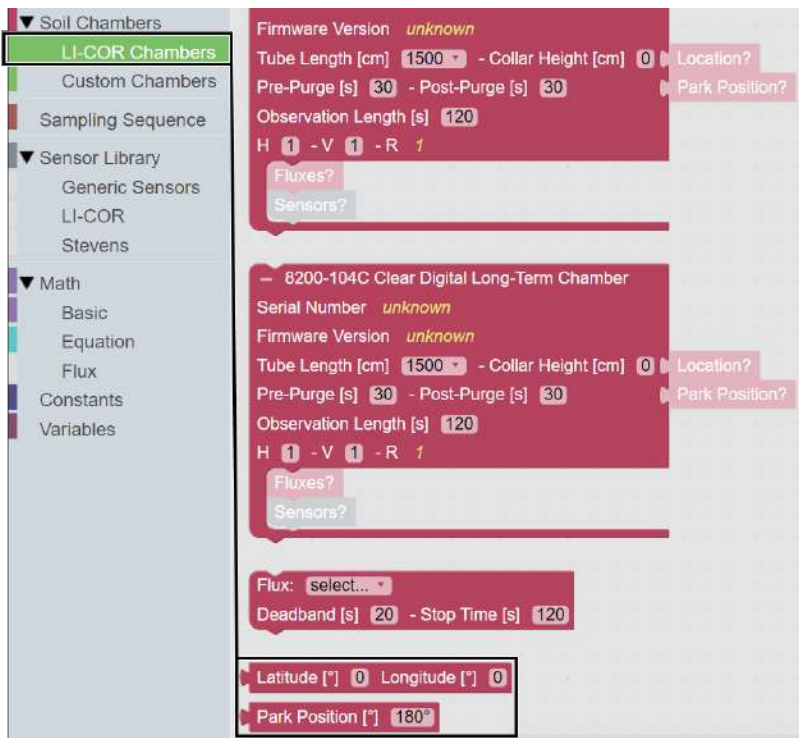 Soil Chambers
LI-COR Chambers
Custom Chambers
Sampling Sequence
Sensor Library
Generic Sensors
LI-COR
Stevens
Math
Basic
Equation
Flux
Constants
Variables
Firmware Version unknown
Tube Length [cm] 1500 - Collar Height [cm] 0 Location?
Pre-Purge [s] 30 - Post-Purge [s] 30 Park Position?
Observation Length [s] 120
H 1 - V 1 - R 1
Fluxes?
Sensors?
− 8200-104C Clear Digital Long-Term Chamber
Serial Number unknown
Firmware Version unknown
Tube Length [cm] 1500 - Collar Height [cm] 0 Location?
Pre-Purge [s] 30 - Post-Purge [s] 30 Park Position?
Observation Length [s] 120
H 1 - V 1 - R 1
Fluxes?
Sensors?
Flux: select...
Deadband [s] 20 - Stop Time [s] 120
Latitude [°] 0 Longitude [°] 0
Park Position [°] 180°